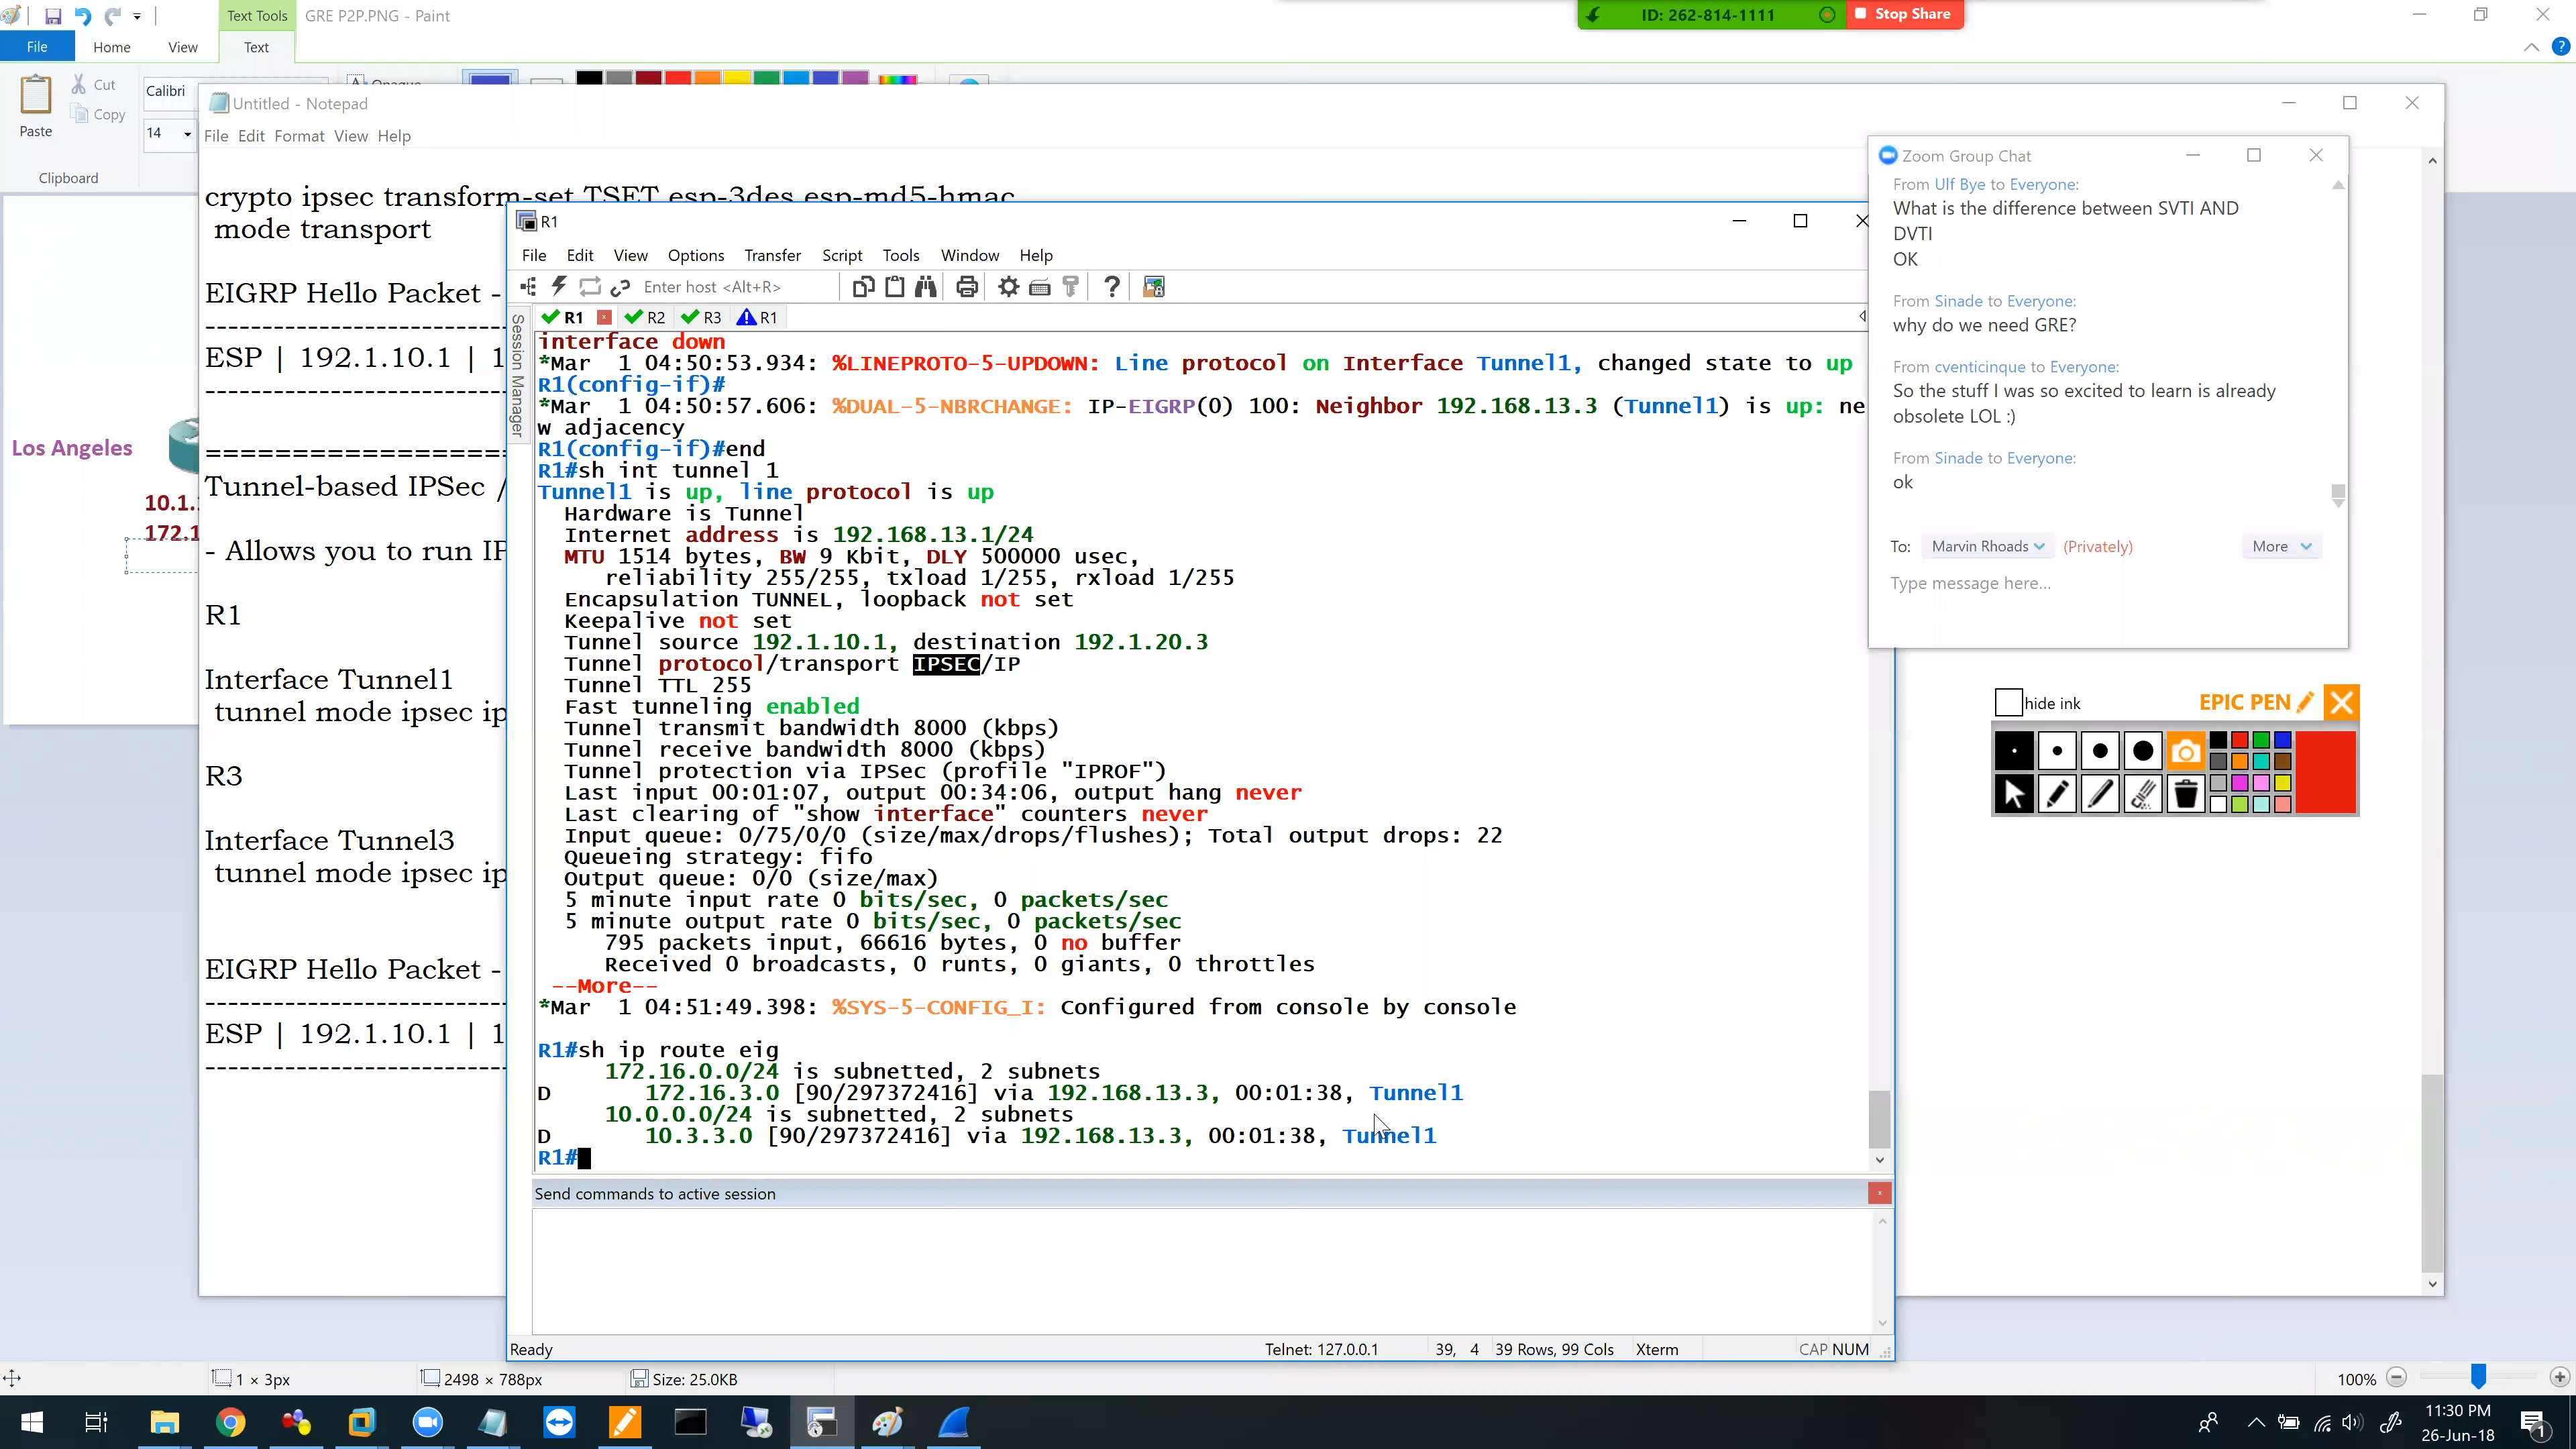 Text Tools
GRE P2P.PNG - Paint
ID: 262-814-1111
Stop Share
File
Home
View
Text
Paste
Cut
Copy
Clipboard
Calibri
14
Opaque
Untitled - Notepad
File Edit Format View Help
crypto ipsec transform-set TSET esp-3des esp-md5-hmac
mode transport
EIGRP Hello Packet -
-------------------------------
ESP | 192.1.10.1 | 1
-------------------------------
Los Angeles
10.1.
172.1
=====================
Tunnel-based IPSec /
- Allows you to run IP
R1
Interface Tunnel1
tunnel mode ipsec ip
R3
Interface Tunnel3
tunnel mode ipsec ip
EIGRP Hello Packet -
-------------------------------
ESP | 192.1.10.1 | 1
-------------------------------
R1
File Edit View Options Transfer Script Tools Window Help
Enter host <Alt+R>
Session Manager
R1
R2
R3
R1
interface down
*Mar  1 04:50:53.934: %LINEPROTO-5-UPDOWN: Line protocol on Interface Tunnel1, changed state to up
R1(config-if)#
*Mar  1 04:50:57.606: %DUAL-5-NBRCHANGE: IP-EIGRP(0) 100: Neighbor 192.168.13.3 (Tunnel1) is up: ne
w adjacency
R1(config-if)#end
R1#sh int tunnel 1
Tunnel1 is up, line protocol is up
Hardware is Tunnel
Internet address is 192.168.13.1/24
MTU 1514 bytes, BW 9 Kbit, DLY 500000 usec,
reliability 255/255, txload 1/255, rxload 1/255
Encapsulation TUNNEL, loopback not set
Keepalive not set
Tunnel source 192.1.10.1, destination 192.1.20.3
Tunnel protocol/transport IPSEC/IP
Tunnel TTL 255
Fast tunneling enabled
Tunnel transmit bandwidth 8000 (kbps)
Tunnel receive bandwidth 8000 (kbps)
Tunnel protection via IPSec (profile "IPROF")
Last input 00:01:07, output 00:34:06, output hang never
Last clearing of "show interface" counters never
Input queue: 0/75/0/0 (size/max/drops/flushes); Total output drops: 22
Queueing strategy: fifo
Output queue: 0/0 (size/max)
5 minute input rate 0 bits/sec, 0 packets/sec
5 minute output rate 0 bits/sec, 0 packets/sec
795 packets input, 66616 bytes, 0 no buffer
Received 0 broadcasts, 0 runts, 0 giants, 0 throttles
--More--
*Mar  1 04:51:49.398: %SYS-5-CONFIG_I: Configured from console by console
R1#sh ip route eig
172.16.0.0/24 is subnetted, 2 subnets
D       172.16.3.0 [90/297372416] via 192.168.13.3, 00:01:38, Tunnel1
10.0.0.0/24 is subnetted, 2 subnets
D       10.3.3.0 [90/297372416] via 192.168.13.3, 00:01:38, Tunnel1
R1#
Send commands to active session
Ready
Telnet: 127.0.0.1
39, 4
39 Rows, 99 Cols
Xterm
CAP NUM
Zoom Group Chat
From Ulf Bye to Everyone:
What is the difference between SVTI AND
DVTI
OK
From Sinade to Everyone:
why do we need GRE?
From cventicinque to Everyone:
So the stuff I was so excited to learn is already
obsolete LOL :)
From Sinade to Everyone:
ok
To: Marvin Rhoads (Privately)
More
Type message here...
hide ink
EPIC PEN
1 × 3px
2498 × 788px
Size: 25.0KB
100%
11:30 PM
26-Jun-18
1